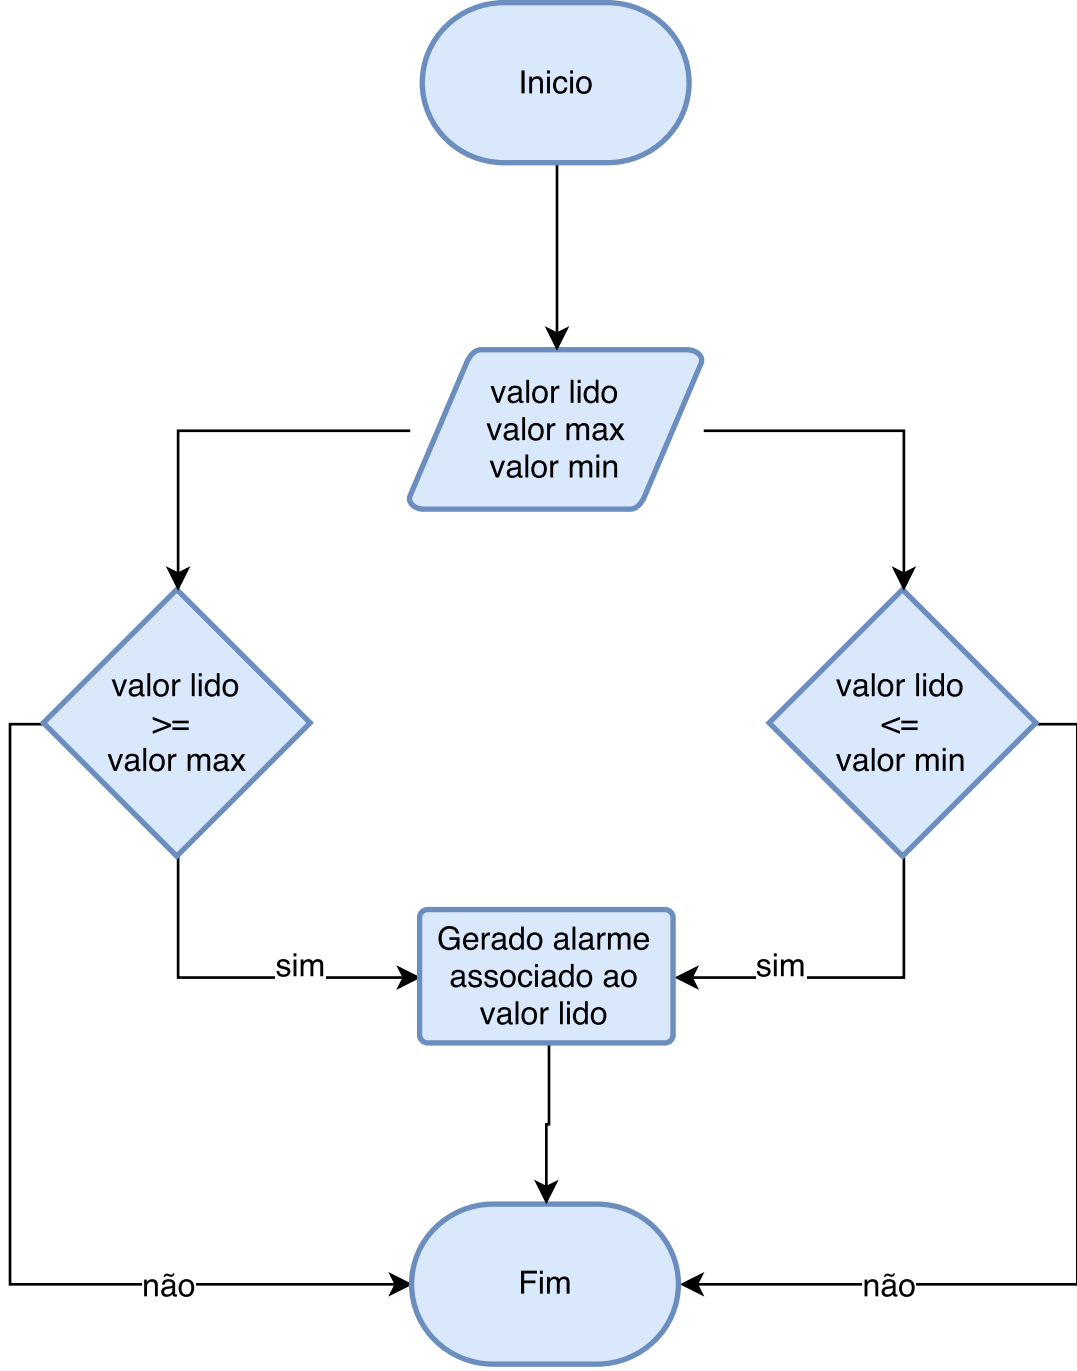 Inicio
valor lido
valor max
valor min
valor lido
>=
valor max
valor lido
<=
valor min
sim
Gerado alarme
associado ao
valor lido
sim
não
Fim
não